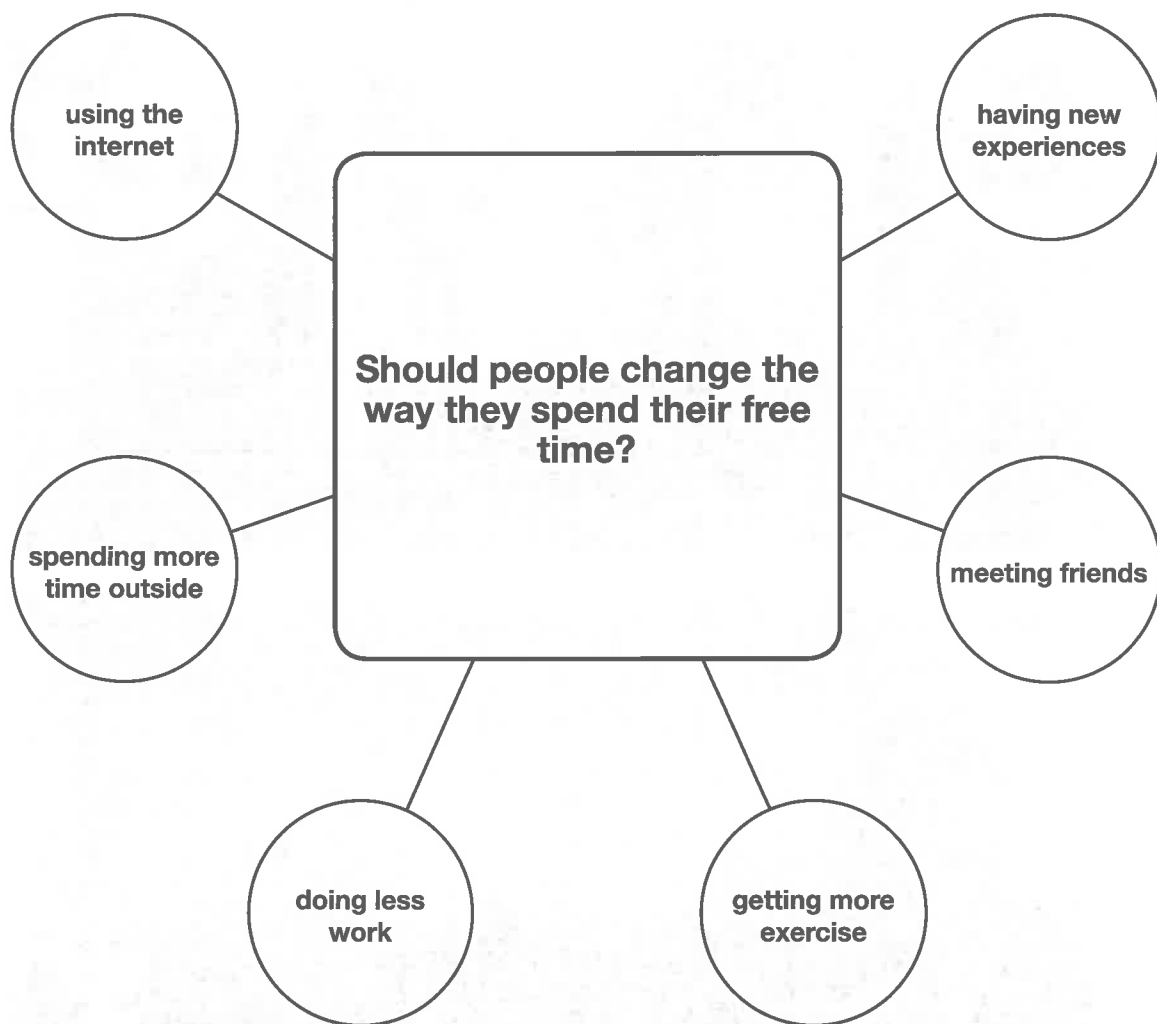 using the
internet
having new
experiences
Should people change the
way they spend their free
time?
spending more
time outside
meeting friends
doing less
work
getting more
exercise